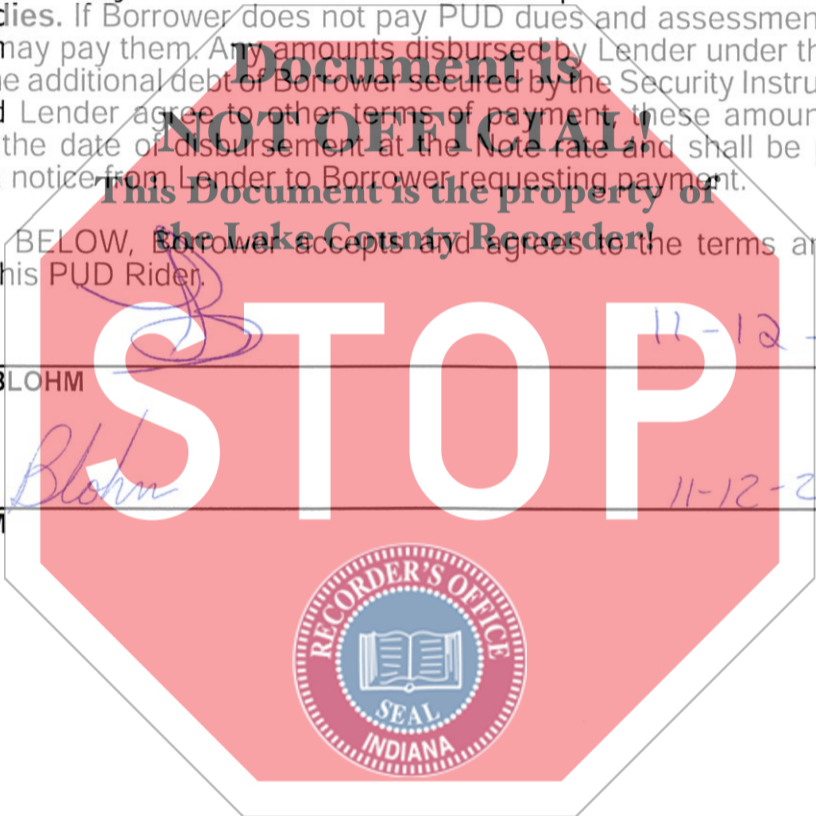 dies. If Borrower does not pay PUD dues and assessmen
may pay them. Any amounts disbursed by Lender under th
e additional debt of Borrower secured by the Security Instru
d Lender agree to other terms of payment, these amoun
the date of disbursement at the Note rate and shall be
notice from Lender to Borrower requesting payment.
BELOW, Borrower accepts and agrees to the terms a
his PUD Rider.
Document is
NOT OFFICIAL!
This Document is the property of
the Lake County Recorder!
11-12-
BLOHM
STOP
Blohm
11-12-2
M
RECORDER'S OFFICE
SEAL
INDIANA